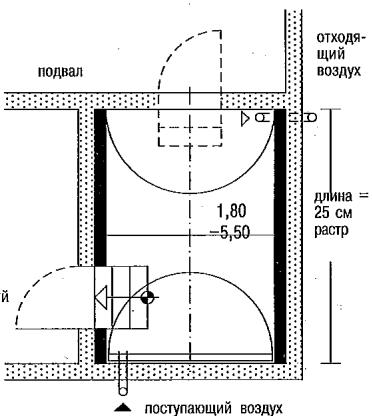 отходя-
щий
воздух
подвал
1,80
–5,50
длина =
25 см
растр
поступающий воздух